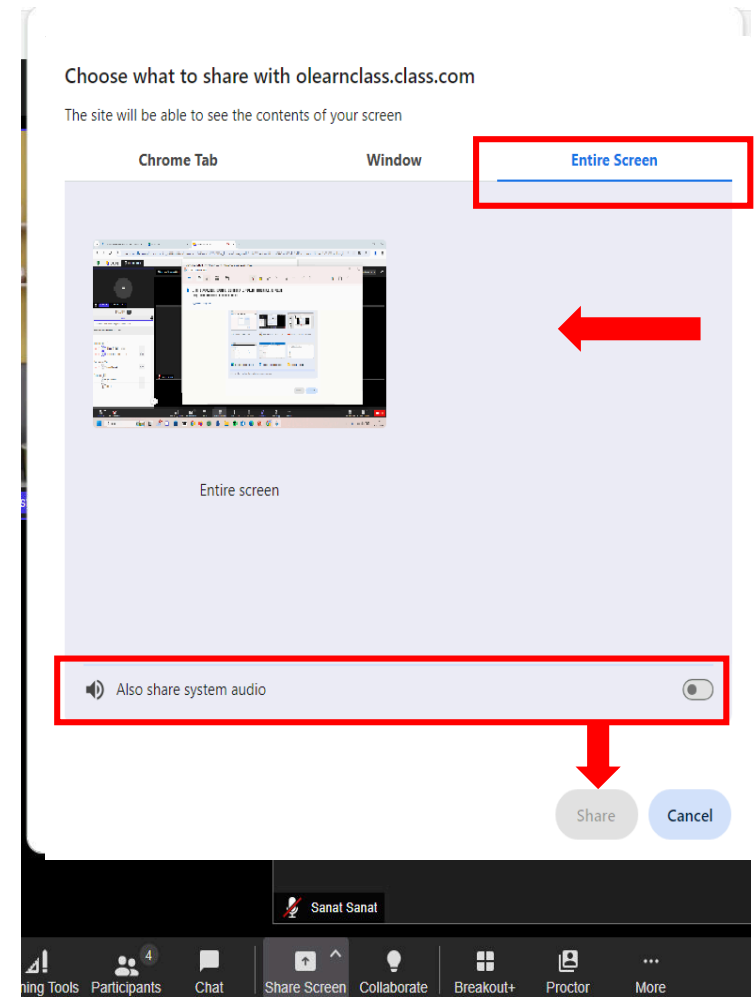 Choose what to share with olearnclass.class.com
The site will be able to see the contents of your screen
Chrome Tab Window Entire Screen
Entire screen
Also share system audio
Share Cancel
Sanat Sanat
4
ning Tools Participants Chat Share Screen Collaborate Breakout+ Proctor More